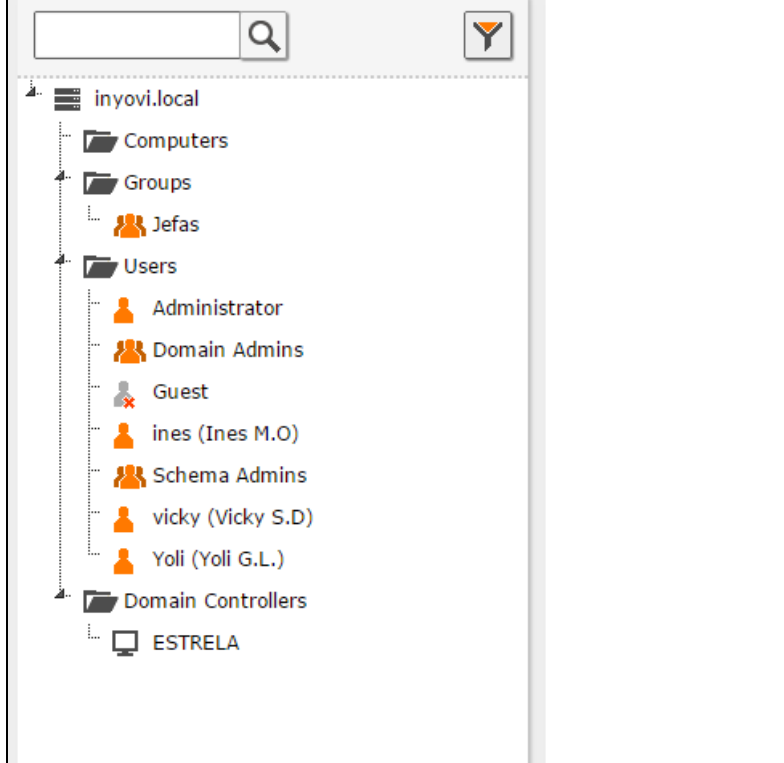 inyovi.local
Computers
Groups
Jefas
Users
Administrator
Domain Admins
Guest
ines (Ines M.O)
Schema Admins
vicky (Vicky S.D)
Yoli (Yoli G.L.)
Domain Controllers
ESTRELA